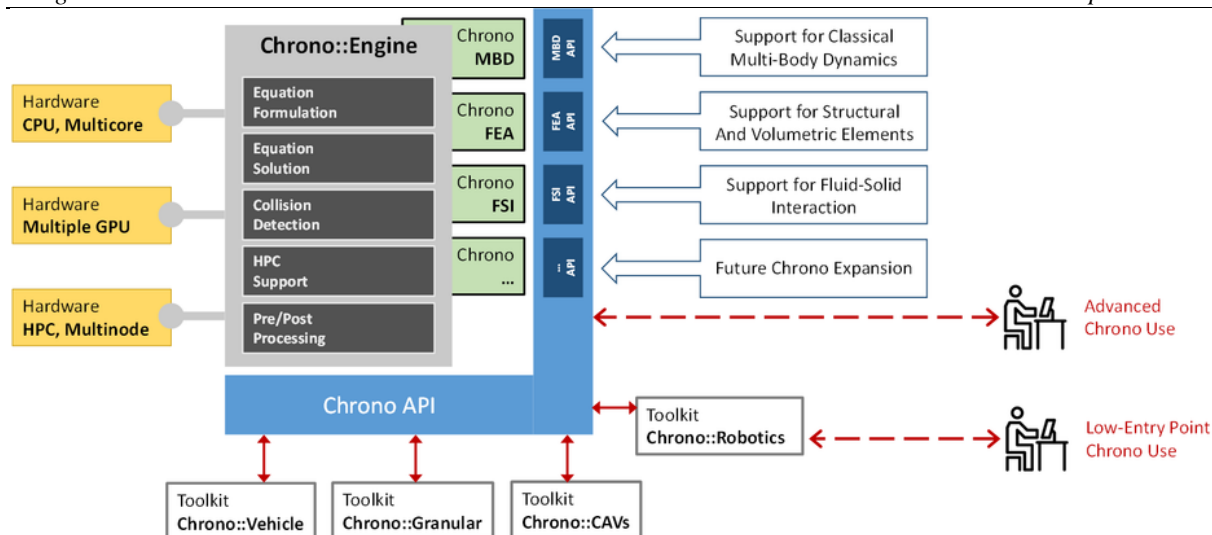 Chrono::Engine
Equation
Formulation
Equation
Solution
Collision
Detection
HPC
Support
Pre/Post
Processing
Hardware
CPU, Multicore
Hardware
Multiple GPU
Hardware
HPC, Multinode
Chrono
MBD
Chrono
FEA
Chrono
FSI
Chrono
...
MBD
API
FEA
API
FSI
API
...
API
Support for Classical
Multi-Body Dynamics
Support for Structural
And Volumetric Elements
Support for Fluid-Solid
Interaction
Future Chrono Expansion
Advanced
Chrono Use
Chrono API
Toolkit
Chrono::Robotics
Low-Entry Point
Chrono Use
Toolkit
Chrono::Vehicle
Toolkit
Chrono::Granular
Toolkit
Chrono::CAVs